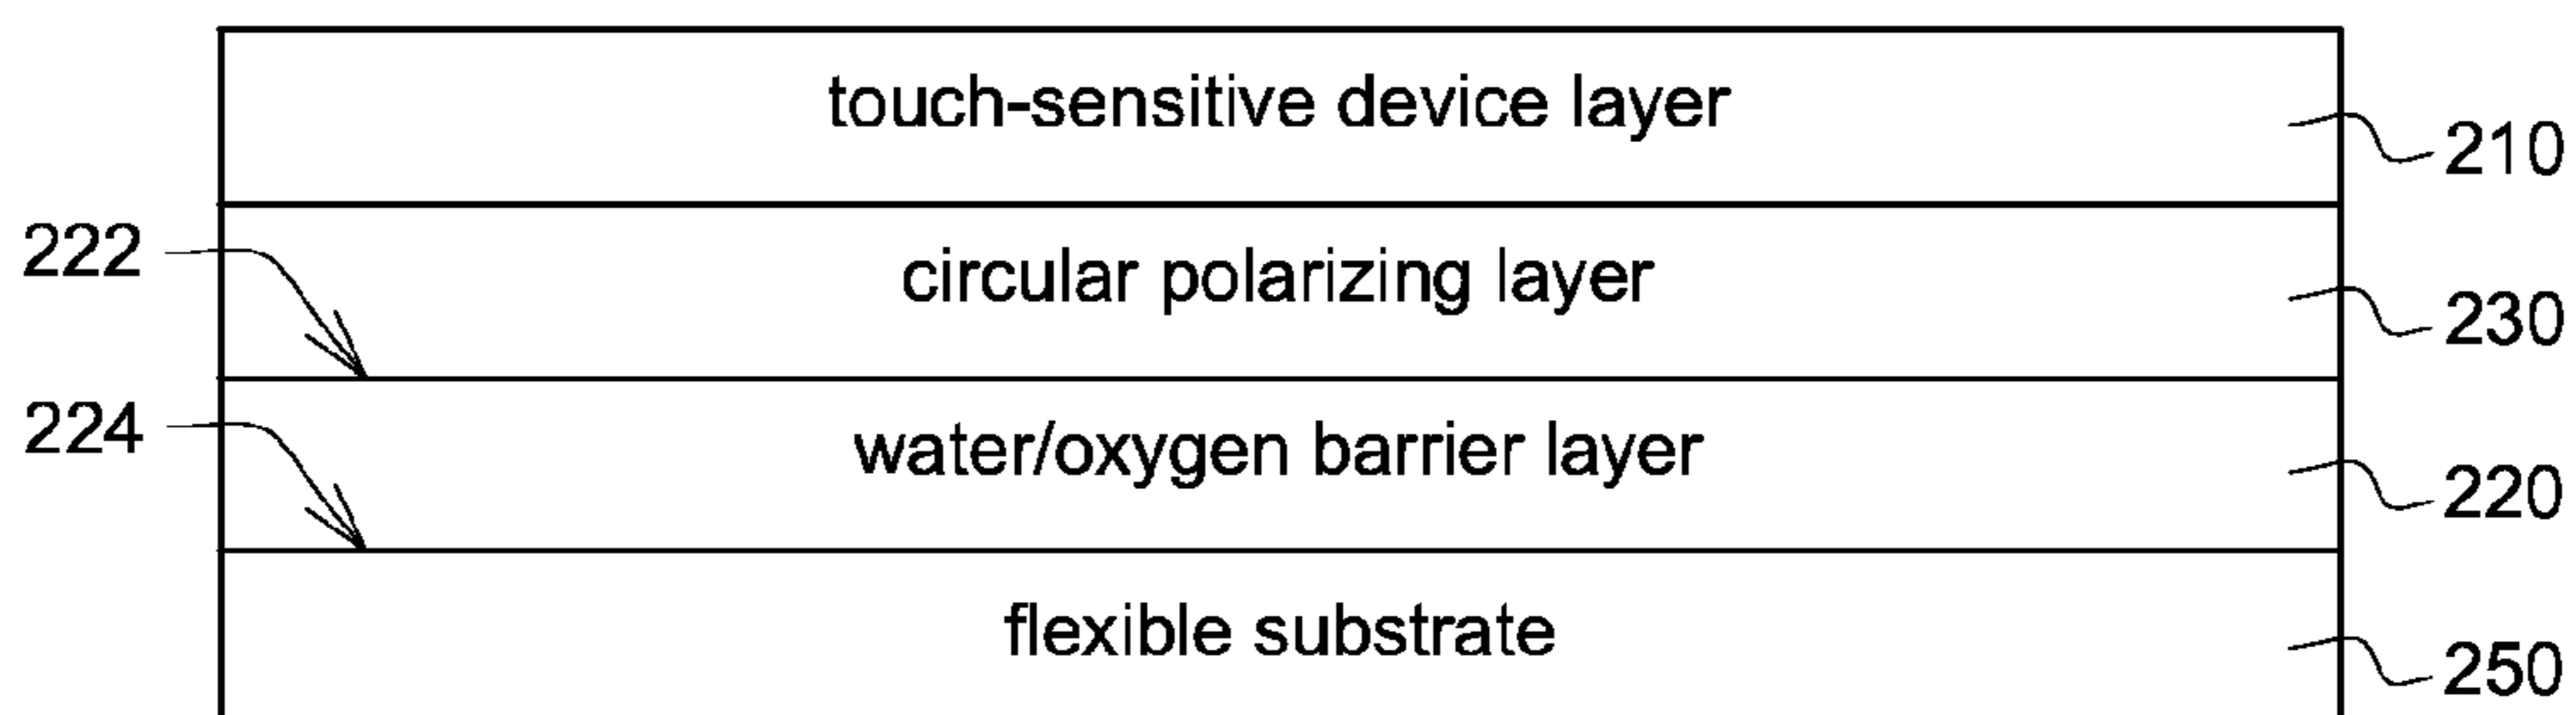 touch-sensitive device layer
210
222
circular polarizing layer
230
224
water/oxygen barrier layer
220
flexible substrate
250